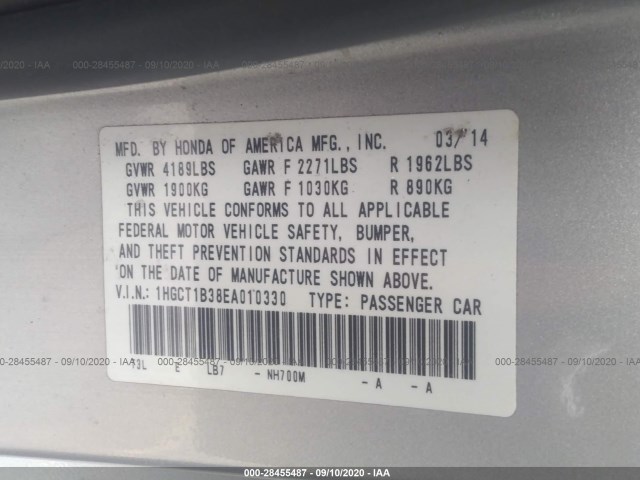 000-28455487 - 09/10/2020 - IAA
000-28455487 - 09/10/2020 - IAA
MFD. BY HONDA OF AMERICA MFG., INC. 03/14
GVWR 4189LBS GAWR F 2271LBS R 1962LBS
GVWR 1900KG GAWR F 1030KG R 890KG
THIS VEHICLE CONFORMS TO ALL APPLICABLE
FEDERAL MOTOR VEHICLE SAFETY, BUMPER,
AND THEFT PREVENTION STANDARDS IN EFFECT
ON THE DATE OF MANUFACTURE SHOWN ABOVE.
V.I.N.: 1HGCT1B38EA010330 TYPE: PASSENGER CAR
E LB7 - NH700M - A - A
000-28455487 - 09/10/2020 - IAA
000-28455487 - 09/10/2020 - IAA
000-28455487 - 09/10/2020 - IAA